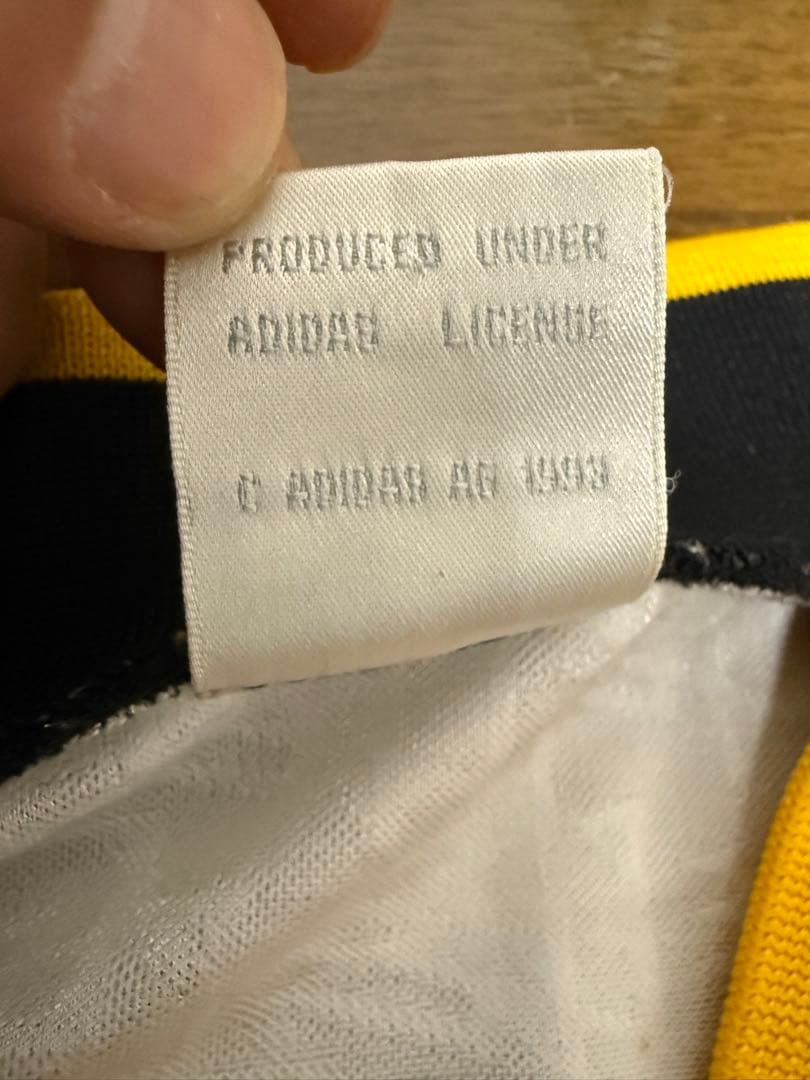 PRODUCED UNDER
ADIDAS LICENCE
C ADIDAS AG 1993